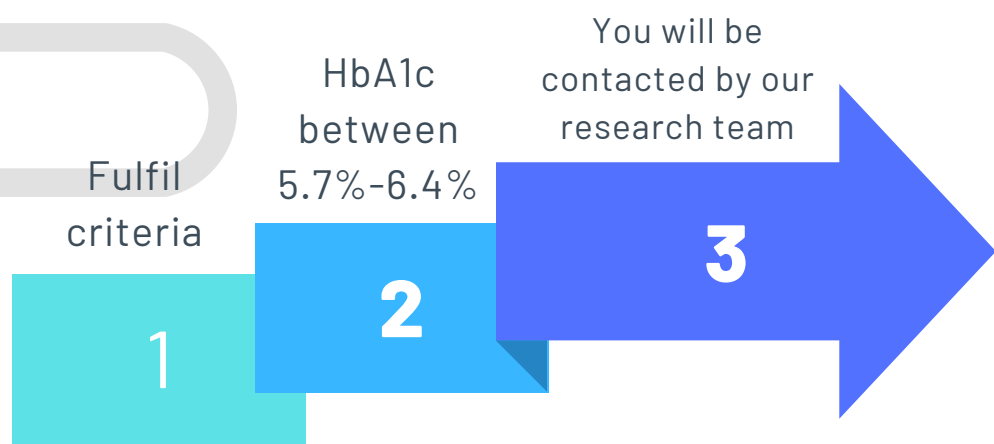 Fulfil
criteria
1
HbA1c
between
5.7%-6.4%
2
You will be
contacted by our
research team
3